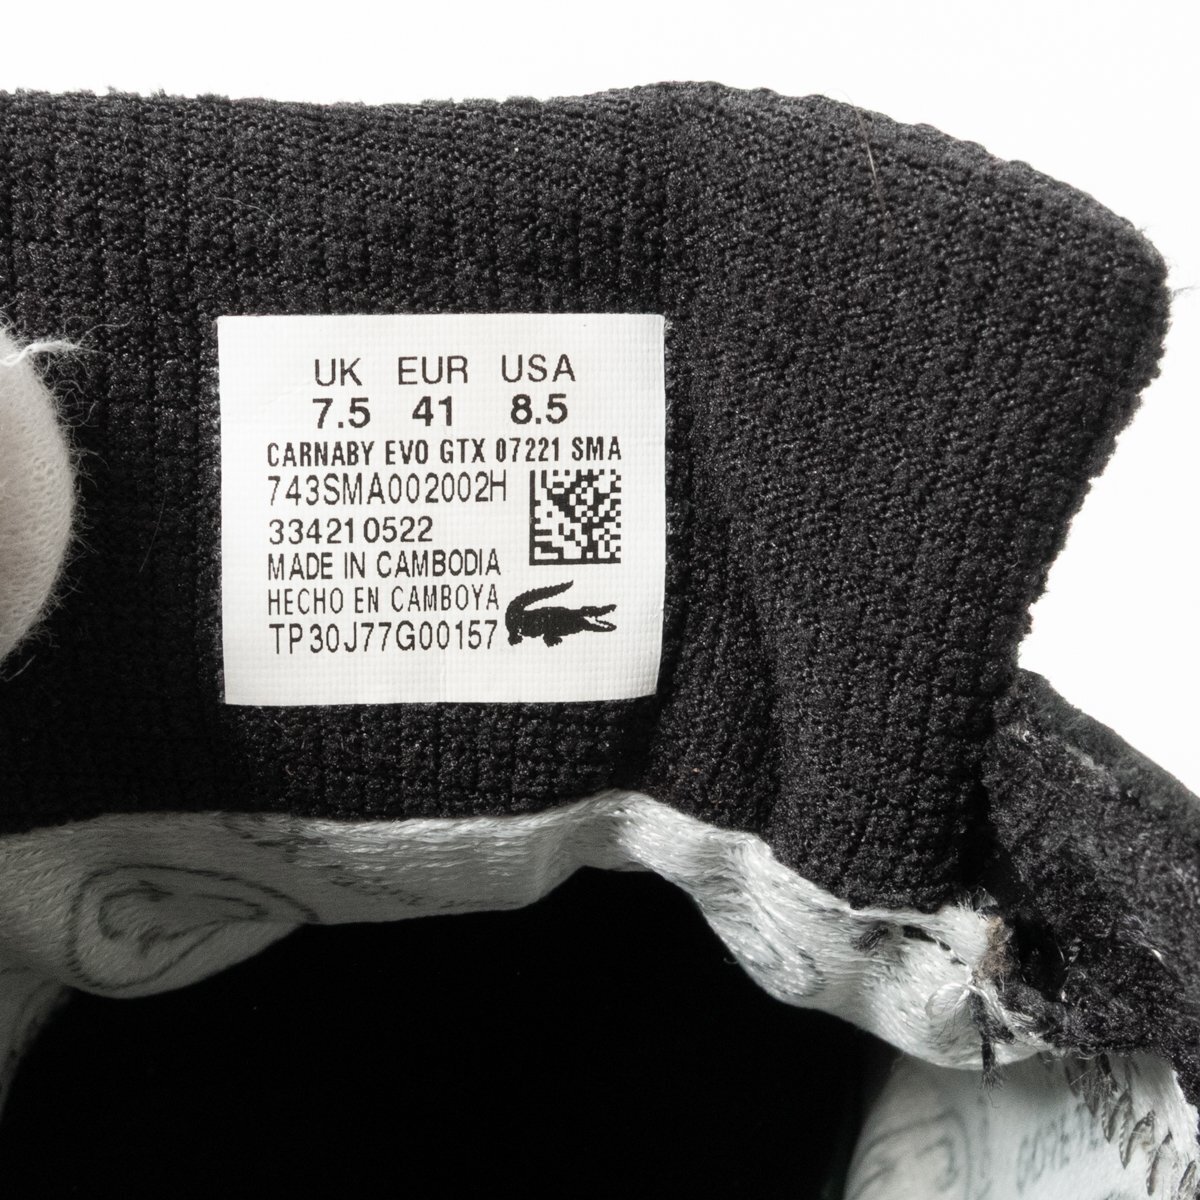 UK EUR USA
7.5 41 8.5
CARNABY EVO GTX 07221 SMA
743SMA002002H
334210522
MADE IN CAMBODIA
HECHO EN CAMBOYA
TP30J77G00157